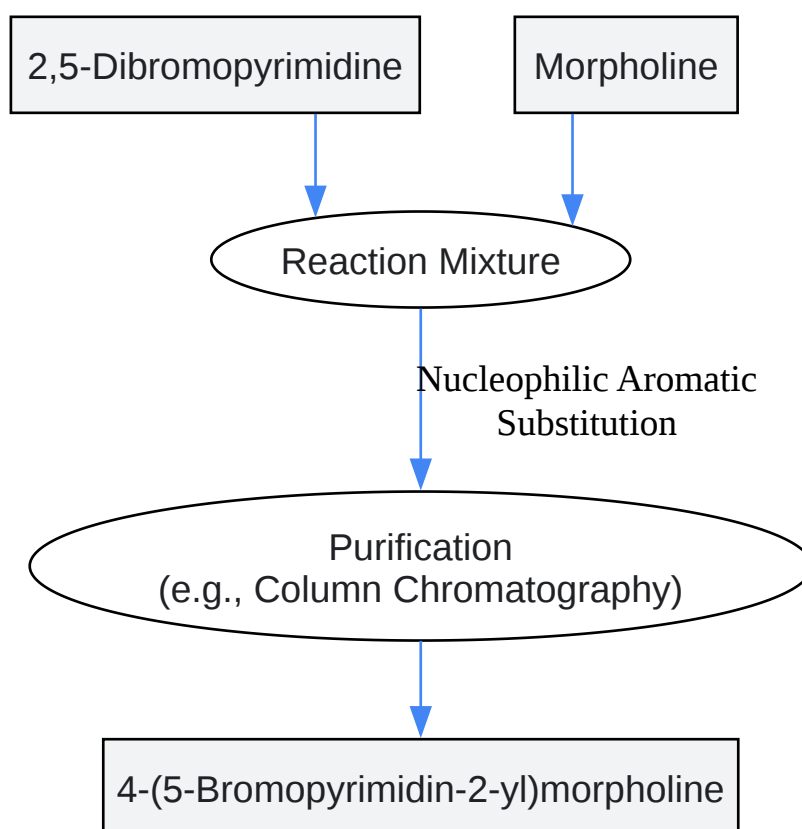 2,5-Dibromopyrimidine
Morpholine
Reaction Mixture
Nucleophilic Aromatic
Substitution
Purification
(e.g., Column Chromatography)
4-(5-Bromopyrimidin-2-yl)morpholine